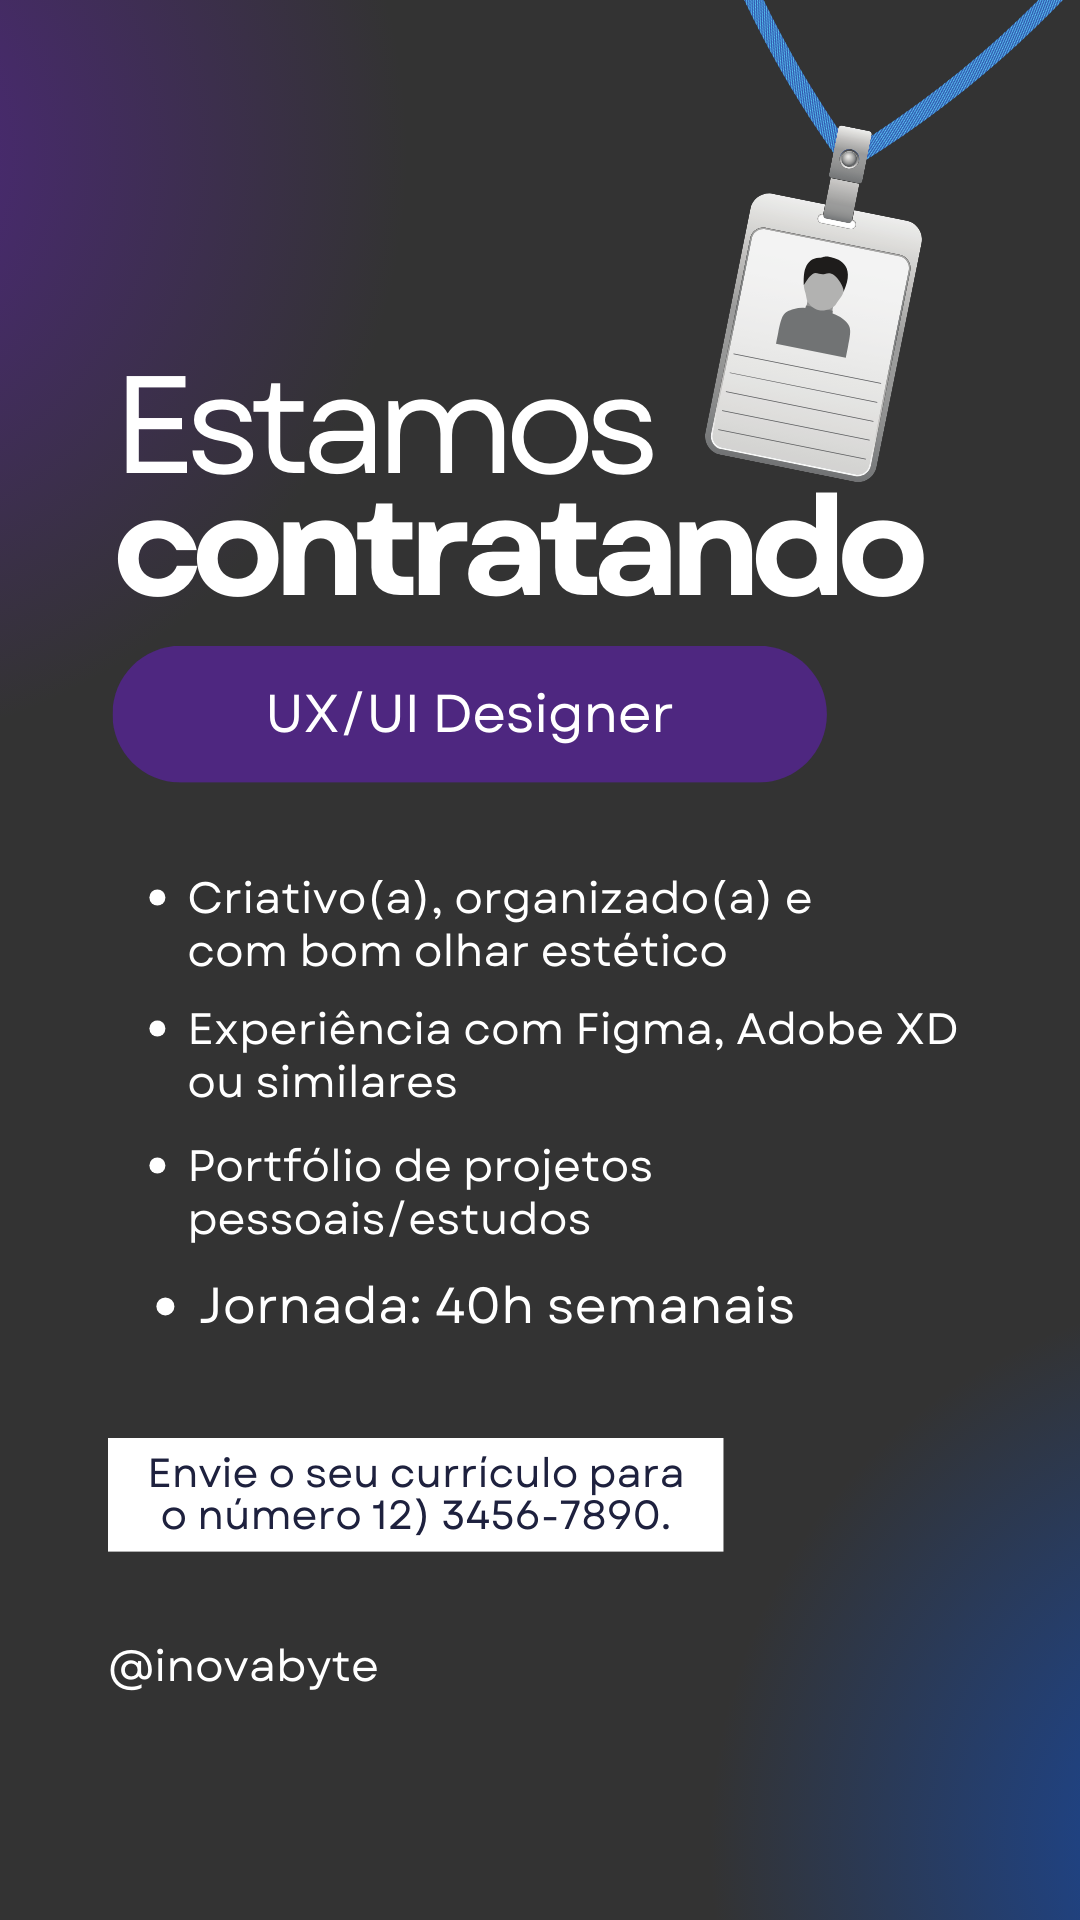 Estamos
contratando
UX/UI Designer
• Criativo(a), organizado(a) e
com bom olhar estético
• Experiência com Figma, Adobe XD
ou similares
• Portfólio de projetos
pessoais/estudos
• Jornada: 40h semanais
Envie o seu currículo para
o número 12) 3456-7890.
@inovabyte